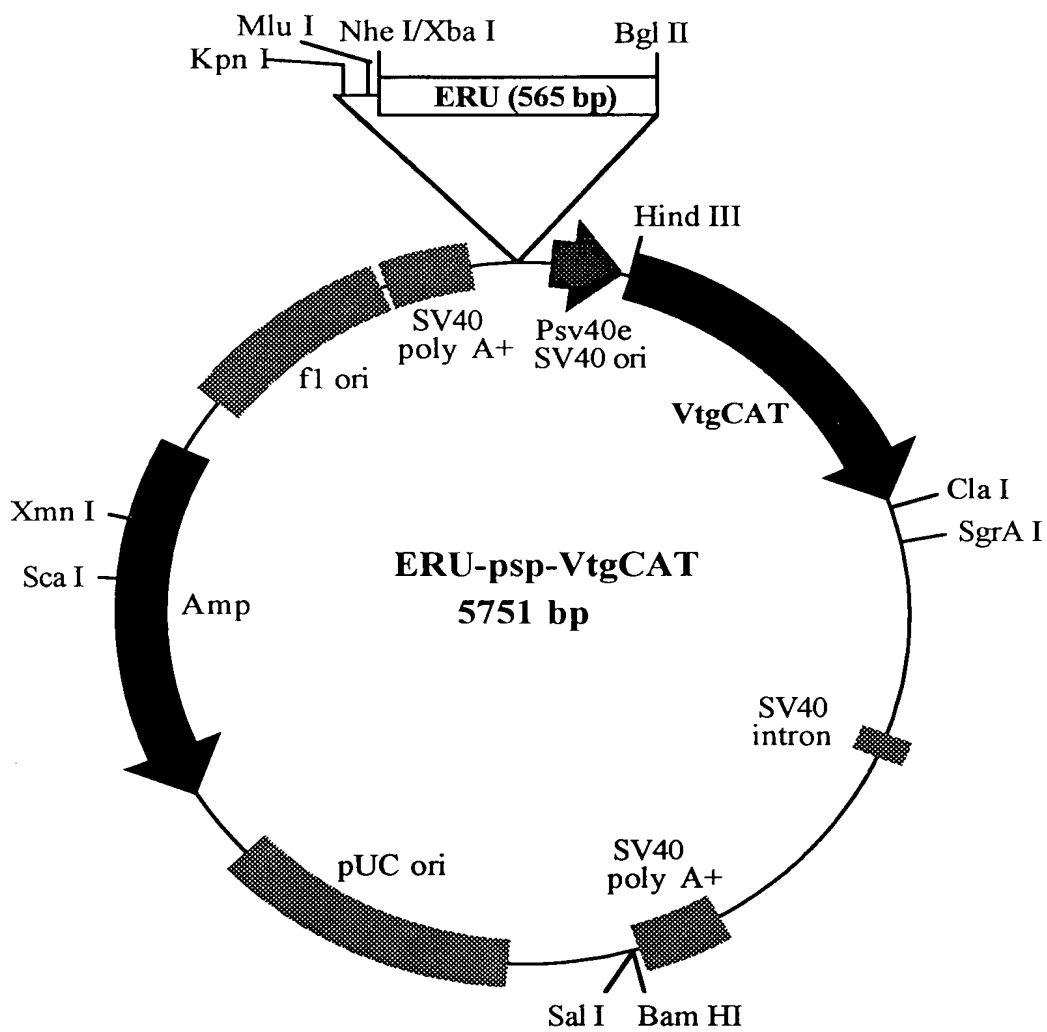 Mlu I
Nhe I/Xba I
Bgl II
Kpn I
ERU (565 bp)
Hind III
SV40
poly A+
Psv40e
SV40 ori
f1 ori
VtgCAT
Cla I
Xmn I
SgrA I
ERU-psp-VtgCAT
5751 bp
Sca I
Amp
SV40
intron
SV40
poly A+
pUC ori
Sal I
Bam HI